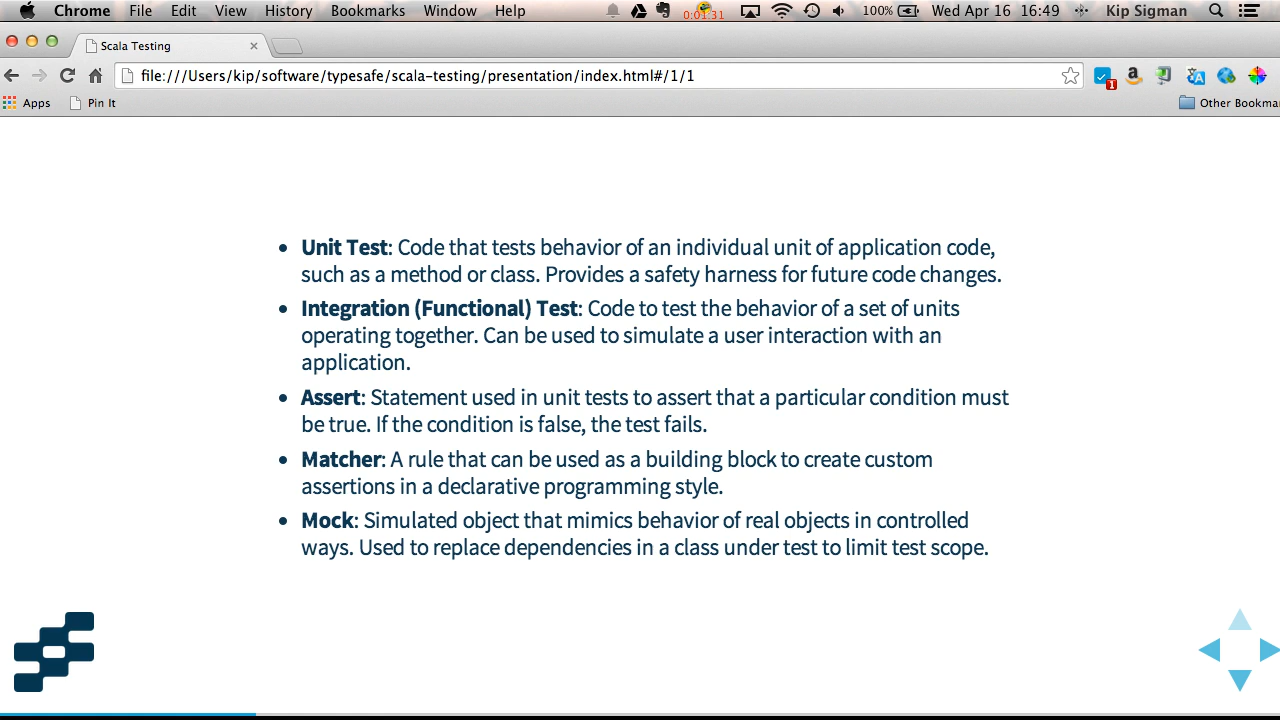 Chrome File Edit View History Bookmarks Window Help 0:01:31 100% Wed Apr 16 16:49 Kip Sigman
Scala Testing
file:///Users/kip/software/typesafe/scala-testing/presentation/index.html#/1/1
1
Apps Pin It Other Bookma
Unit Test: Code that tests behavior of an individual unit of application code,
such as a method or class. Provides a safety harness for future code changes.
Integration (Functional) Test: Code to test the behavior of a set of units
operating together. Can be used to simulate a user interaction with an
application.
Assert: Statement used in unit tests to assert that a particular condition must
be true. If the condition is false, the test fails.
Matcher: A rule that can be used as a building block to create custom
assertions in a declarative programming style.
Mock: Simulated object that mimics behavior of real objects in controlled
ways. Used to replace dependencies in a class under test to limit test scope.